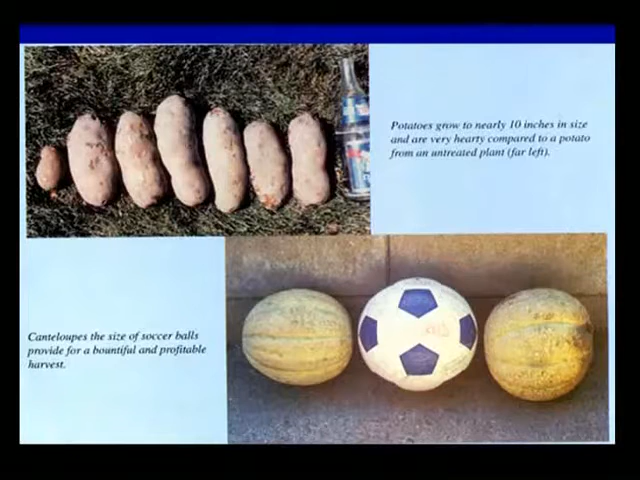 Potatoes grow to nearly 10 inches in size
and are very hearty compared to a potato
from an untreated plant (far left).
Canteloupes the size of soccer balls
provide for a bountiful and profitable
harvest.